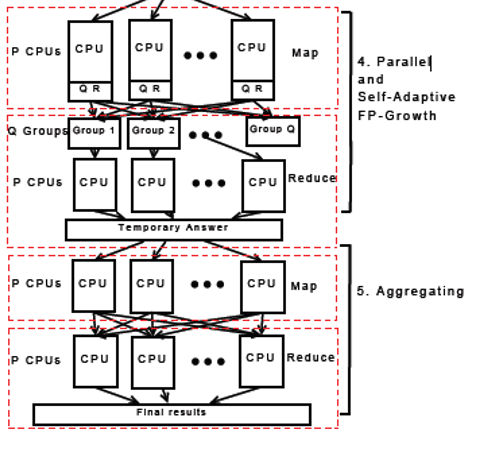 P CPUs CPU CPU CPU Map
Q R Q R Q R
4. Parallel
and
Self-Adaptive
FP-Growth
Q Groups Group 1 Group 2 Group Q
P CPUs CPU CPU CPU Reduce
Temporary Answer
P CPUs CPU CPU CPU Map
5. Aggregating
P CPUs CPU CPU CPU Reduce
Final results